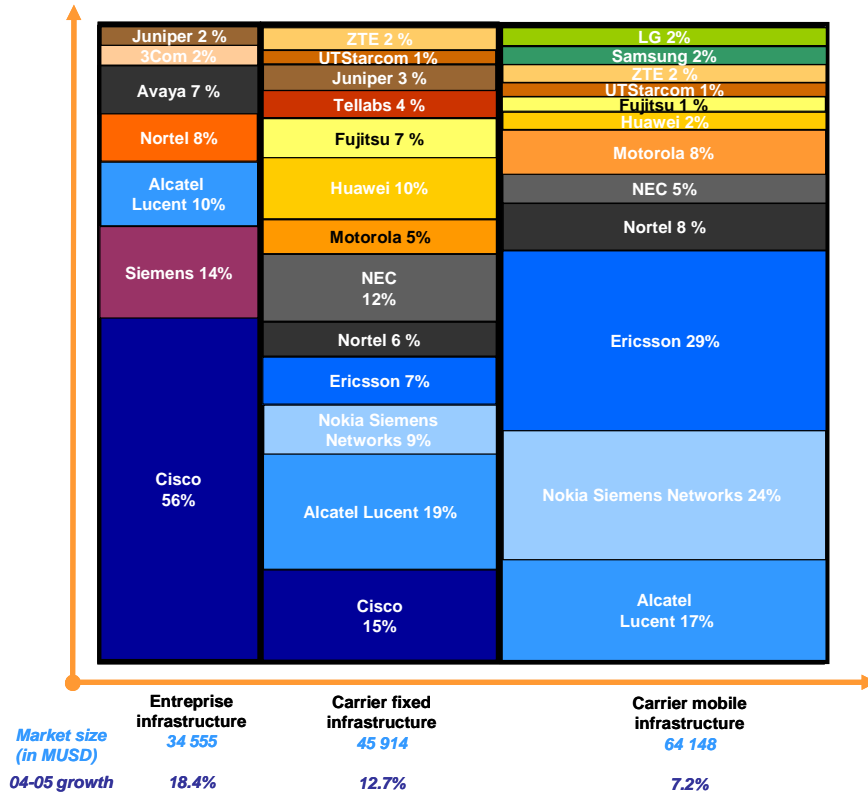 Juniper 2 %
3Com 2%
Avaya 7 %
Nortel 8%
Alcatel
Lucent 10%
Siemens 14%
Cisco
56%
ZTE 2 %
UTStarcom 1%
Juniper 3 %
Tellabs 4 %
Fujitsu 7 %
Huawei 10%
Motorola 5%
NEC
12%
Nortel 6 %
Ericsson 7%
Nokia Siemens
Networks 9%
Alcatel Lucent 19%
Cisco
15%
LG 2%
Samsung 2%
ZTE 2 %
UTStarcom 1%
Fujitsu 1 %
Huawei 2%
Motorola 8%
NEC 5%
Nortel 8 %
Ericsson 29%
Nokia Siemens Networks 24%
Alcatel
Lucent 17%
Entreprise
infrastructure
Carrier fixed
infrastructure
Carrier mobile
infrastructure
Market size
(in MUSD)
34 555
45 914
64 148
04-05 growth
18.4%
12.7%
7.2%